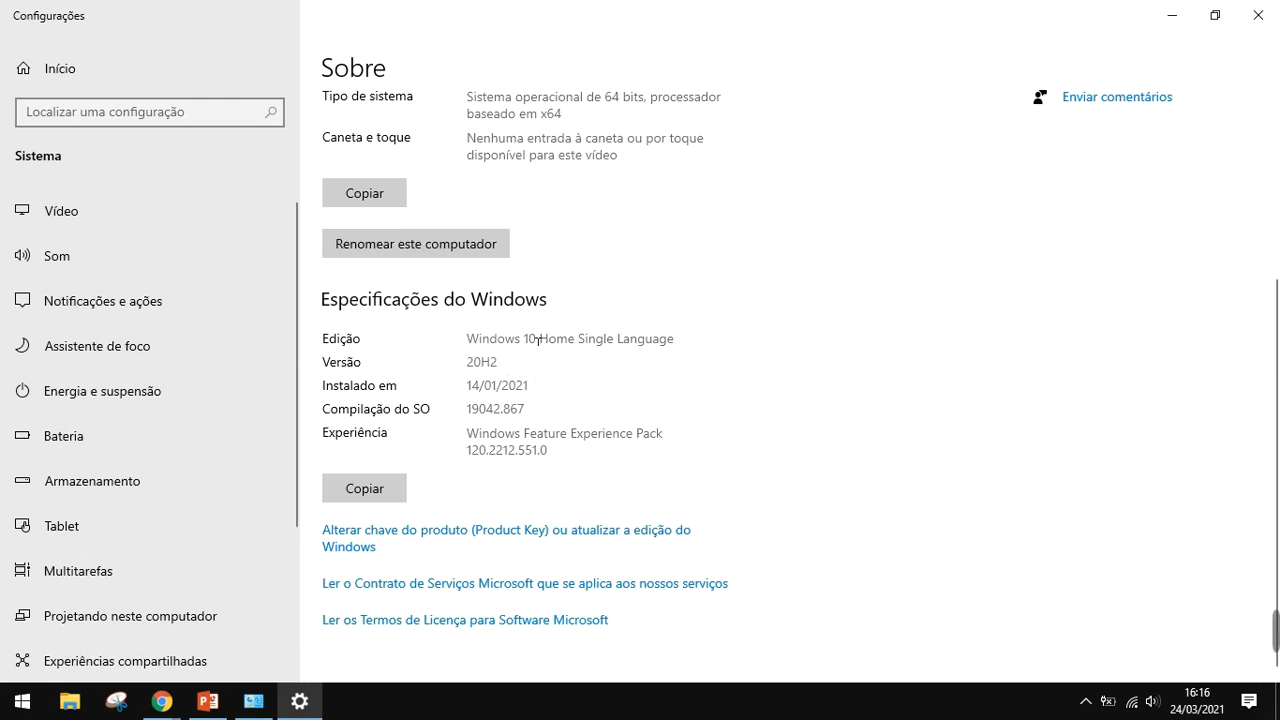 Configurações
Início
Localizar uma configuração
Sistema
Vídeo
Som
Notificações e ações
Assistente de foco
Energia e suspensão
Bateria
Armazenamento
Tablet
Multitarefas
Projetando neste computador
Experiências compartilhadas
Sobre
Tipo de sistema
Sistema operacional de 64 bits, processador
baseado em x64
Caneta e toque
Nenhuma entrada à caneta ou por toque
disponível para este vídeo
Copiar
Renomear este computador
Especificações do Windows
Edição
Windows 10 Home Single Language
Versão
20H2
Instalado em
14/01/2021
Compilação do SO
19042.867
Experiência
Windows Feature Experience Pack
120.2212.551.0
Copiar
Alterar chave do produto (Product Key) ou atualizar a edição do
Windows
Ler o Contrato de Serviços Microsoft que se aplica aos nossos serviços
Ler os Termos de Licença para Software Microsoft
Enviar comentários
16:16
24/03/2021